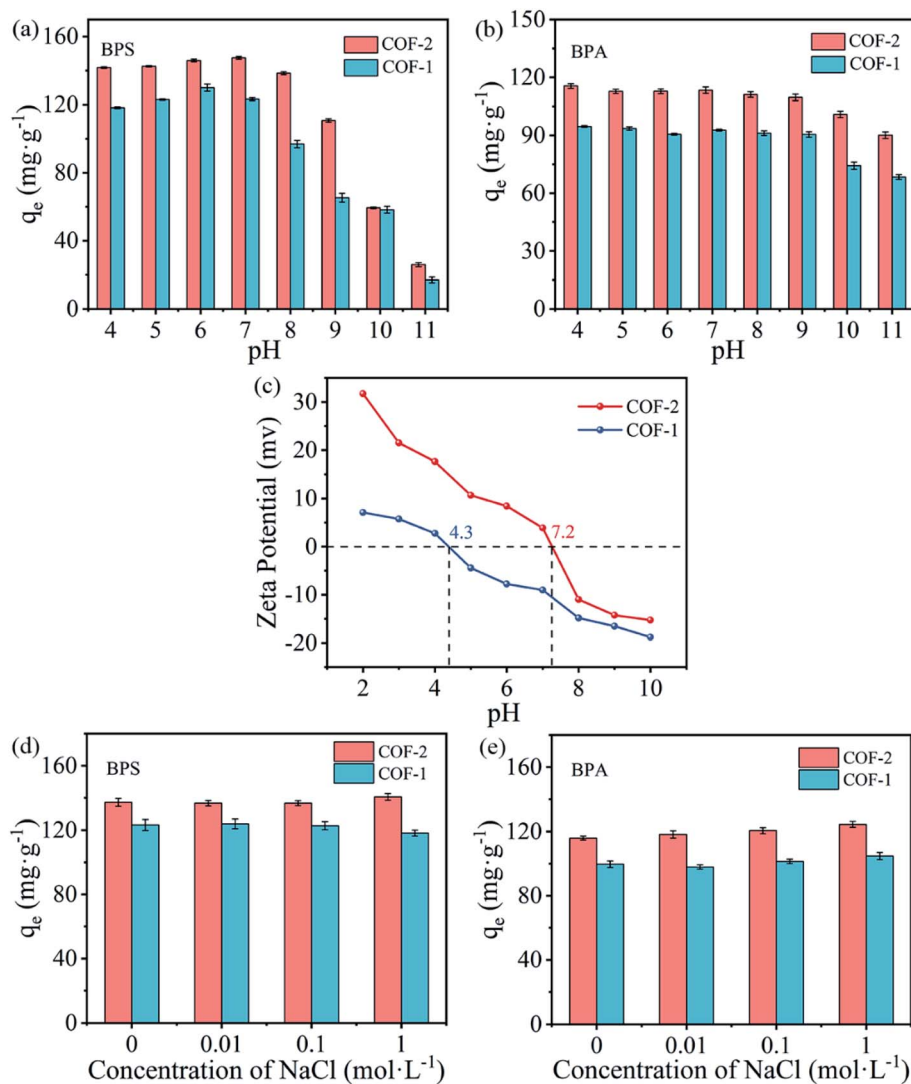 (a)
BPS
COF-2
COF-1
160
120
80
40
0
qe (mg·g-1)
4 5 6 7 8 9 10 11
pH
(b)
BPA
COF-2
COF-1
150
120
90
60
30
0
qe (mg·g-1)
4 5 6 7 8 9 10 11
pH
(c)
COF-2
COF-1
30
20
10
0
-10
-20
Zeta Potential (mv)
4.3
7.2
2 4 6 8 10
pH
(d)
BPS
COF-2
COF-1
160
120
80
40
0
qe (mg·g-1)
0 0.01 0.1 1
Concentration of NaCl (mol·L-1)
(e)
BPA
COF-2
COF-1
160
120
80
40
0
qe (mg·g-1)
0 0.01 0.1 1
Concentration of NaCl (mol·L-1)